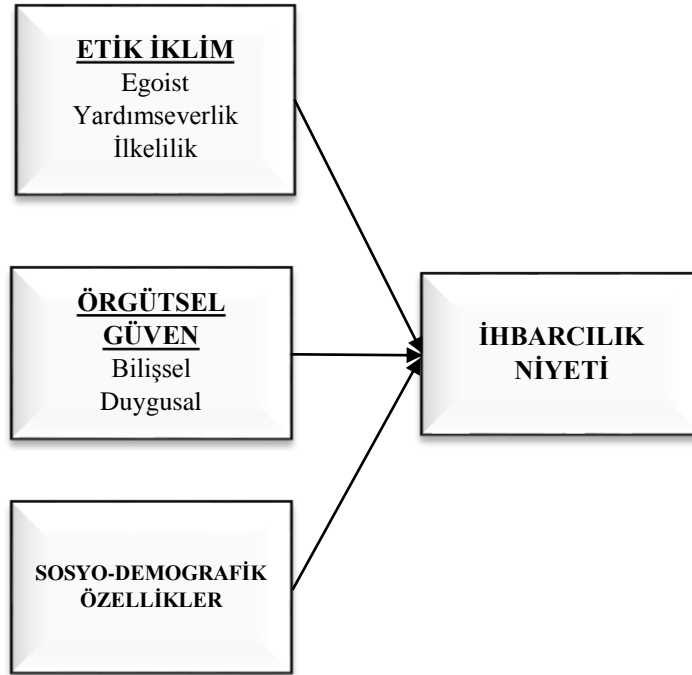 ETİK İKLİM
Egoist
Yardımseverlik
İlkelilik
ÖRGÜTSEL
GÜVEN
Bilişsel
Duygusal
İHBARCILIK
NİYETİ
SOSYO-DEMOGRAFİK
ÖZELLİKLER